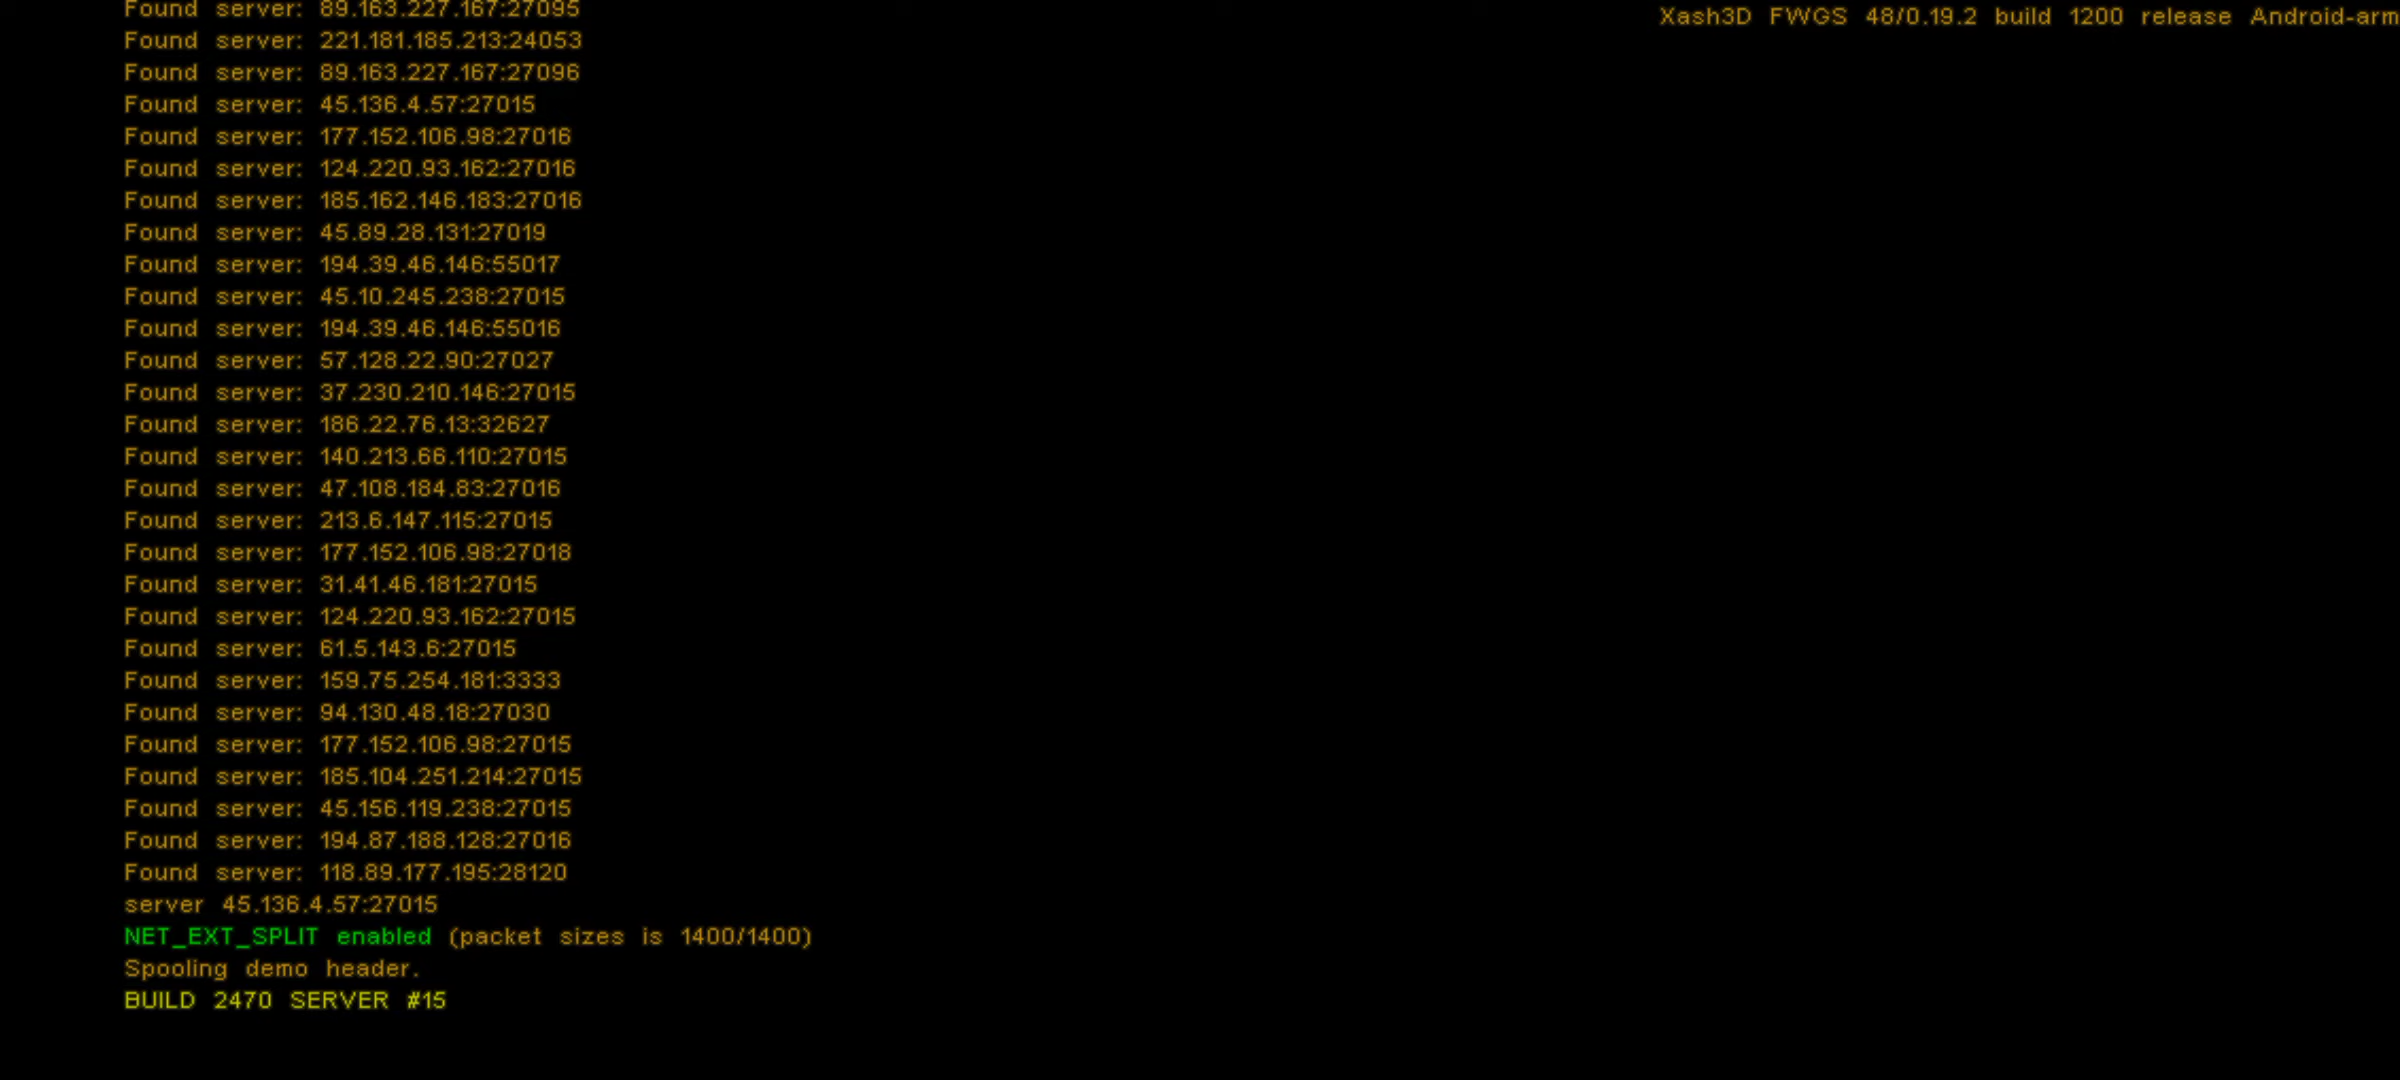 Found server: 89.163.227.167:27095
Xash3D FWGS 48/0.19.2 build 1200 release Android-arm
Found server: 221.181.185.213:24053
Found server: 89.163.227.167:27096
Found server: 45.136.4.57:27015
Found server: 177.152.106.98:27016
Found server: 124.220.93.162:27016
Found server: 185.162.146.183:27016
Found server: 45.89.28.131:27019
Found server: 194.39.46.146:55017
Found server: 45.10.245.238:27015
Found server: 194.39.46.146:55016
Found server: 57.128.22.90:27027
Found server: 37.230.210.146:27015
Found server: 186.22.76.13:32627
Found server: 140.213.66.110:27015
Found server: 47.108.184.83:27016
Found server: 213.6.147.115:27015
Found server: 177.152.106.98:27018
Found server: 31.41.46.181:27015
Found server: 124.220.93.162:27015
Found server: 61.5.143.6:27015
Found server: 159.75.254.181:3333
Found server: 94.130.48.18:27030
Found server: 177.152.106.98:27015
Found server: 185.104.251.214:27015
Found server: 45.156.119.238:27015
Found server: 194.87.188.128:27016
Found server: 118.89.177.195:28120
server 45.136.4.57:27015
NET_EXT_SPLIT enabled (packet sizes is 1400/1400)
Spooling demo header.
BUILD 2470 SERVER #15